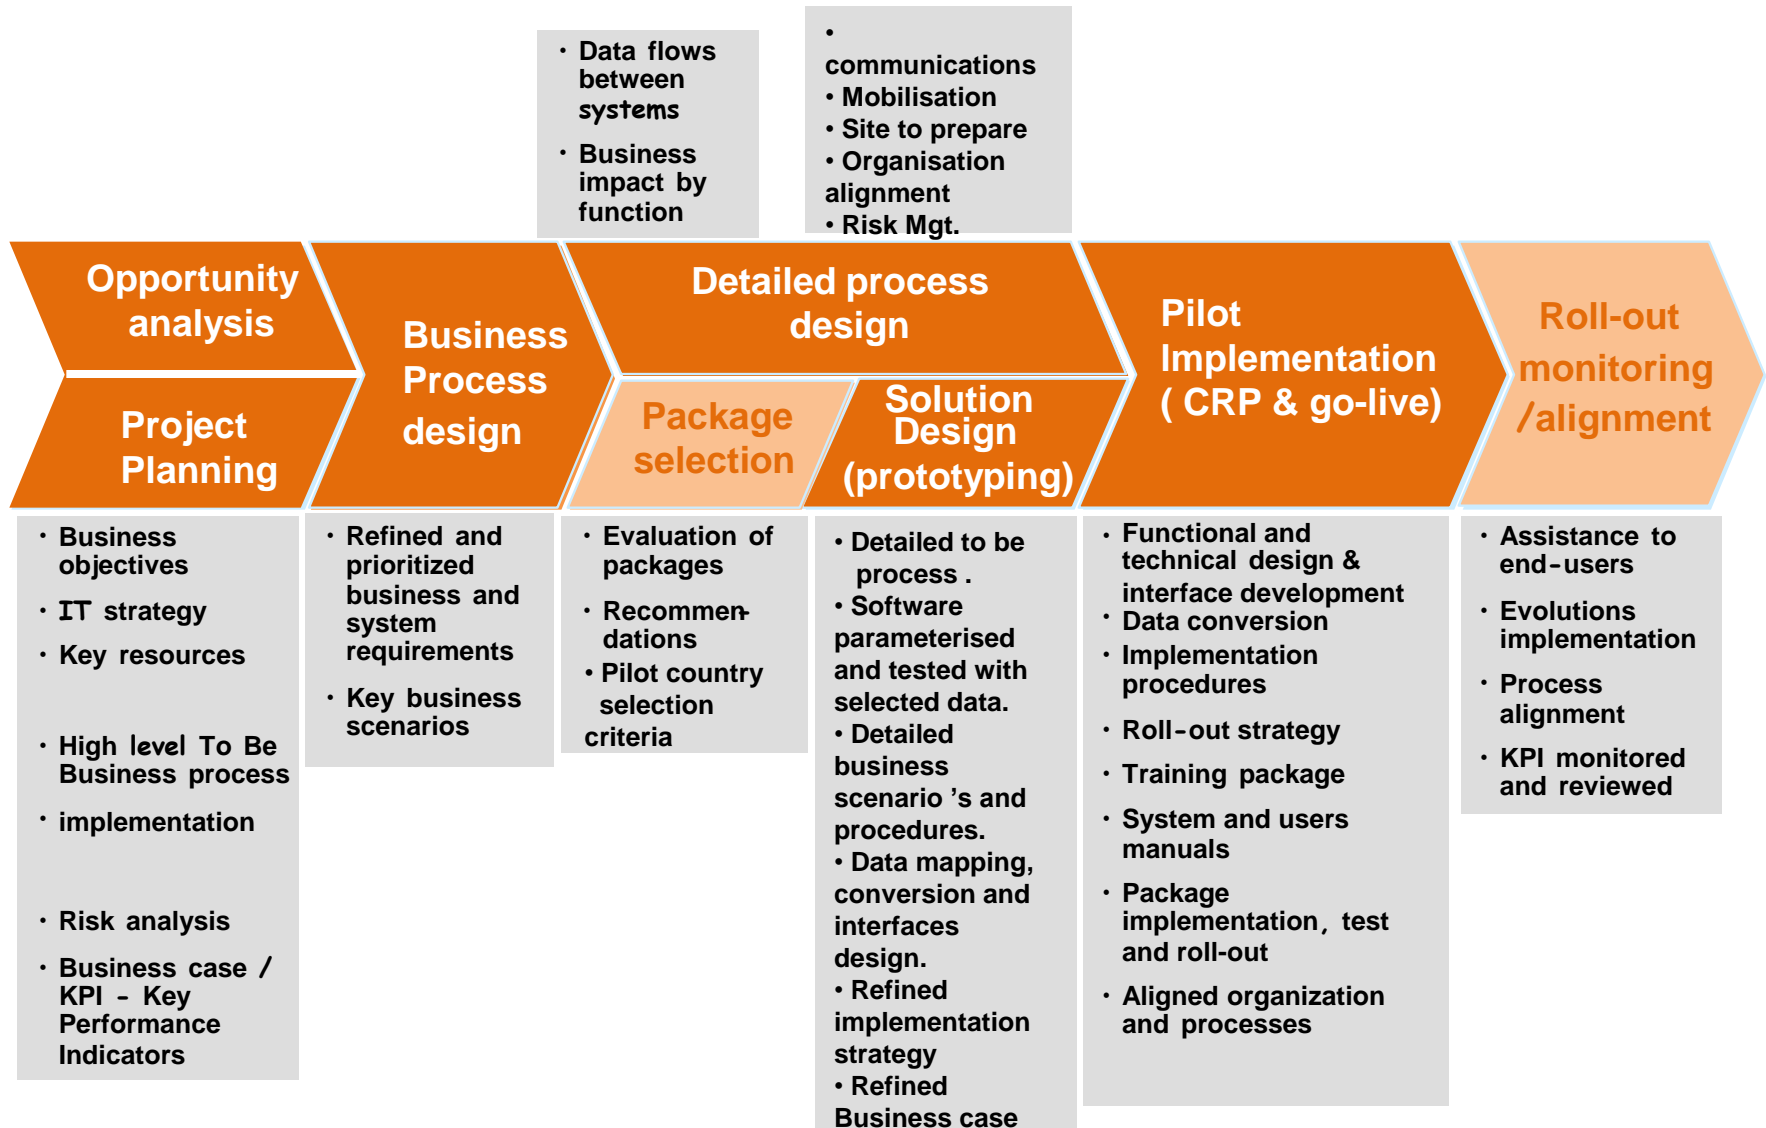 · Data flows
between
systems
· Business
impact by
function
•
communications
• Mobilisation
• Site to prepare
• Organisation
alignment
• Risk Mgt.
Opportunity
analysis
Project
Planning
Business
Process
design
Detailed process
design
Package
selection
Solution
Design
(prototyping)
Pilot
Implementation
( CRP & go-live)
Roll-out
monitoring
/alignment
· Business
objectives
· IT strategy
· Key resources
· High level To Be
Business process
· implementation
· Risk analysis
· Business case /
KPI - Key
Performance
Indicators
· Refined and
prioritized
business and
system
requirements
· Key business
scenarios
· Evaluation of
packages
· Recommen-
dations
• Pilot country
selection
criteria
• Detailed to be
process .
• Software
parameterised
and tested with
selected data.
• Detailed
business
scenario ’s and
procedures.
• Data mapping,
conversion and
interfaces
design.
• Refined
implementation
strategy
• Refined
Business case
· Functional and
technical design &
interface development
· Data conversion
· Implementation
procedures
· Roll-out strategy
· Training package
· System and users
manuals
· Package
implementation, test
and roll-out
· Aligned organization
and processes
· Assistance to
end-users
· Evolutions
implementation
· Process
alignment
· KPI monitored
and reviewed